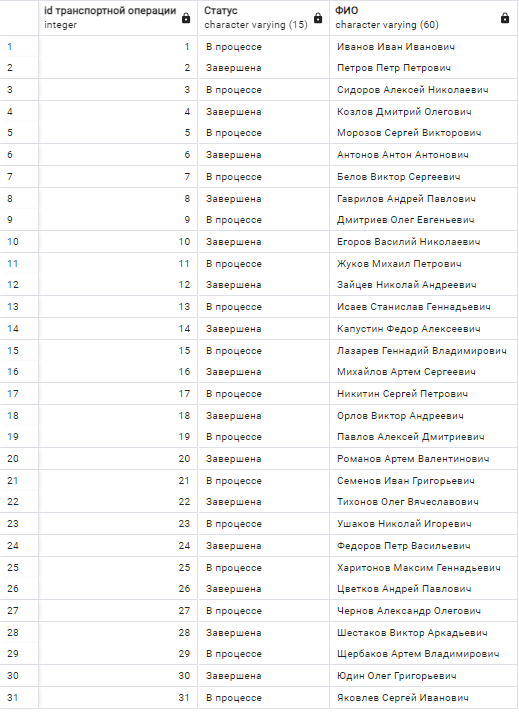 id транспортной операции Статус ФИО
integer character varying (15) character varying (60)
1 1 В процессе Иванов Иван Иванович
2 2 Завершена Петров Петр Петрович
3 3 В процессе Сидоров Алексей Николаевич
4 4 Завершена Козлов Дмитрий Олегович
5 5 В процессе Морозов Сергей Викторович
6 6 Завершена Антонов Антон Антонович
7 7 В процессе Белов Виктор Сергеевич
8 8 Завершена Гаврилов Андрей Павлович
9 9 В процессе Дмитриев Олег Евгеньевич
10 10 Завершена Егоров Василий Николаевич
11 11 В процессе Жуков Михаил Петрович
12 12 Завершена Зайцев Николай Андреевич
13 13 В процессе Исаев Станислав Геннадьевич
14 14 Завершена Капустин Федор Алексеевич
15 15 В процессе Лазарев Геннадий Владимирович
16 16 Завершена Михайлов Артем Сергеевич
17 17 В процессе Никитин Сергей Петрович
18 18 Завершена Орлов Виктор Андреевич
19 19 В процессе Павлов Алексей Дмитриевич
20 20 Завершена Романов Артем Валентинович
21 21 В процессе Семенов Иван Григорьевич
22 22 Завершена Тихонов Олег Вячеславович
23 23 В процессе Ушаков Николай Игоревич
24 24 Завершена Федоров Петр Васильевич
25 25 В процессе Харитонов Максим Геннадьевич
26 26 Завершена Цветков Андрей Павлович
27 27 В процессе Чернов Александр Олегович
28 28 Завершена Шестаков Виктор Аркадьевич
29 29 В процессе Щербаков Артем Владимирович
30 30 Завершена Юдин Олег Григорьевич
31 31 В процессе Яковлев Сергей Иванович